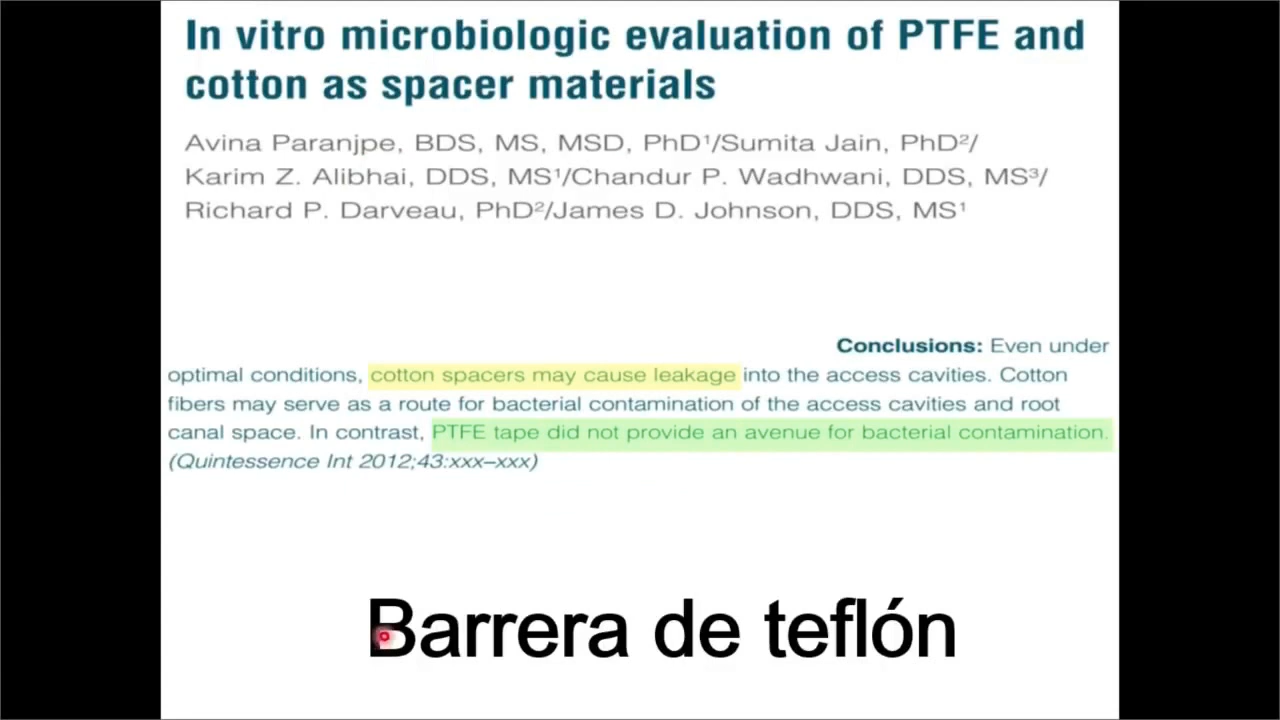 In vitro microbiologic evaluation of PTFE and
cotton as spacer materials
Avina Paranjpe, BDS, MS, MSD, PhD¹/Sumita Jain, PhD²/
Karim Z. Alibhai, DDS, MS¹/Chandur P. Wadhwani, DDS, MS³/
Richard P. Darveau, PhD²/James D. Johnson, DDS, MS¹
Conclusions: Even under
optimal conditions, cotton spacers may cause leakage into the access cavities. Cotton
fibers may serve as a route for bacterial contamination of the access cavities and root
canal space. In contrast, PTFE tape did not provide an avenue for bacterial contamination.
(Quintessence Int 2012;43:xxx–xxx)
Barrera de teflón